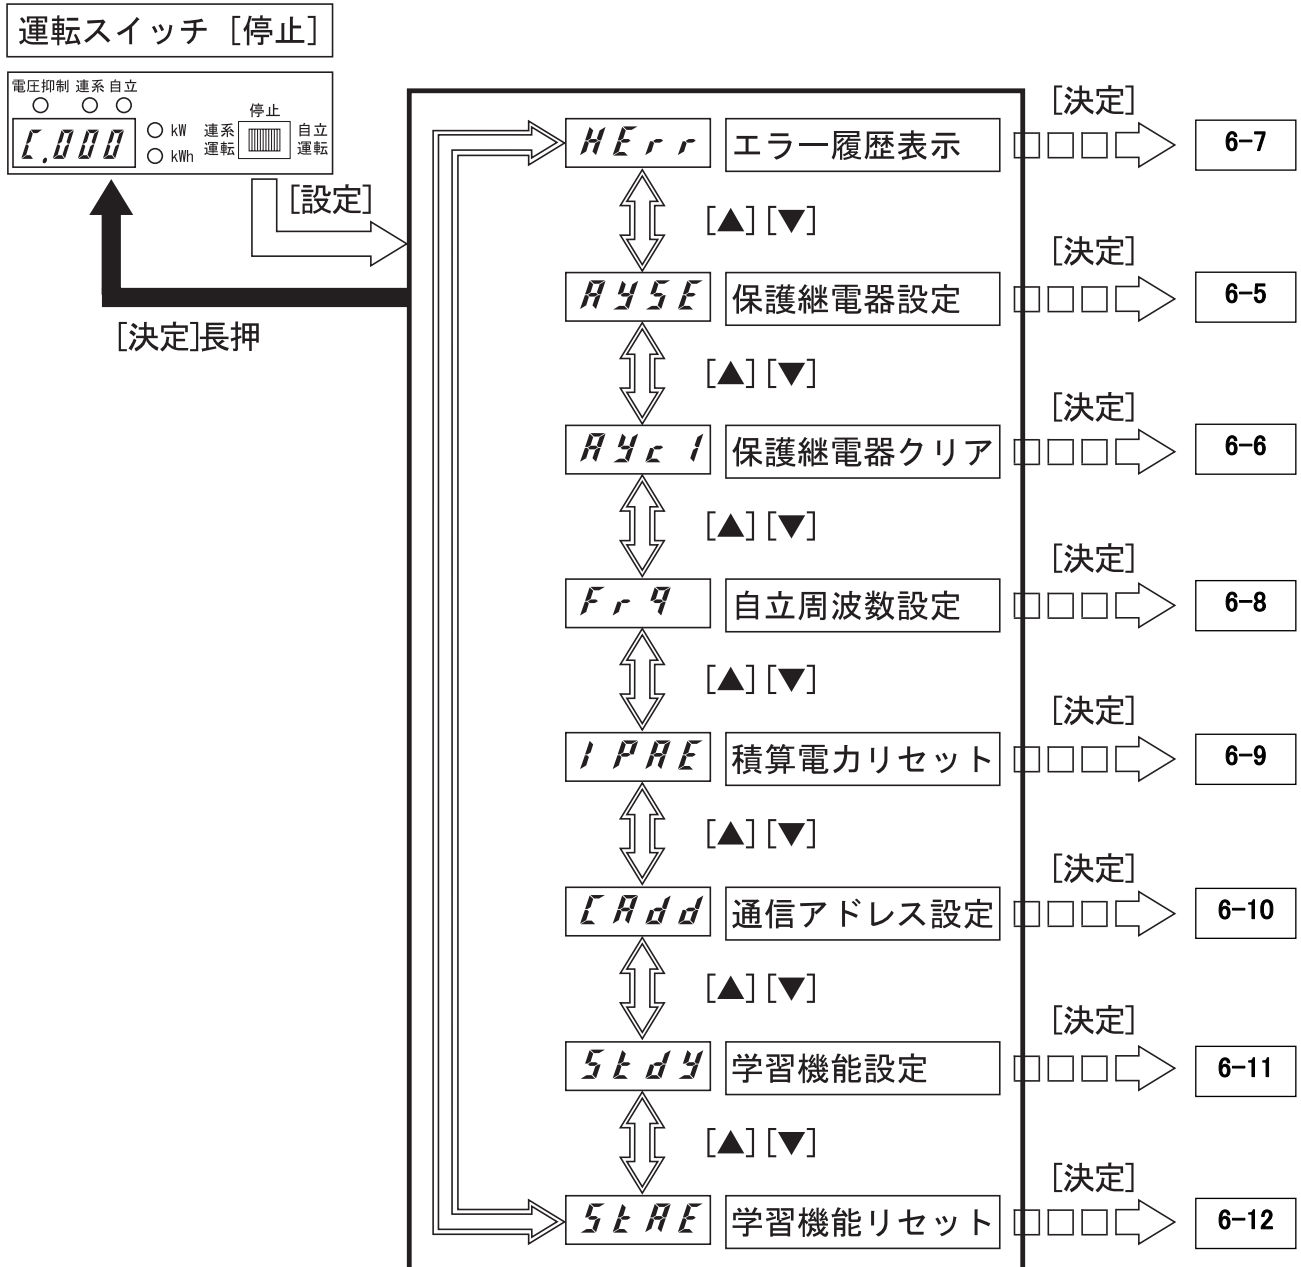 運転スイッチ [停止]
電圧抑制 連系 自立
停止
C.000
kW
kWh
連系
運転
自立
運転
[設定]
[決定]長押
HErr エラー履歴表示 [決定] 6-7
[▲] [▼]
AYSE 保護継電器設定 [決定] 6-5
[▲] [▼]
AYc1 保護継電器クリア [決定] 6-6
[▲] [▼]
Frq 自立周波数設定 [決定] 6-8
[▲] [▼]
IPAE 積算電力リセット [決定] 6-9
[▲] [▼]
CAdd 通信アドレス設定 [決定] 6-10
[▲] [▼]
Stdy 学習機能設定 [決定] 6-11
[▲] [▼]
StAE 学習機能リセット [決定] 6-12